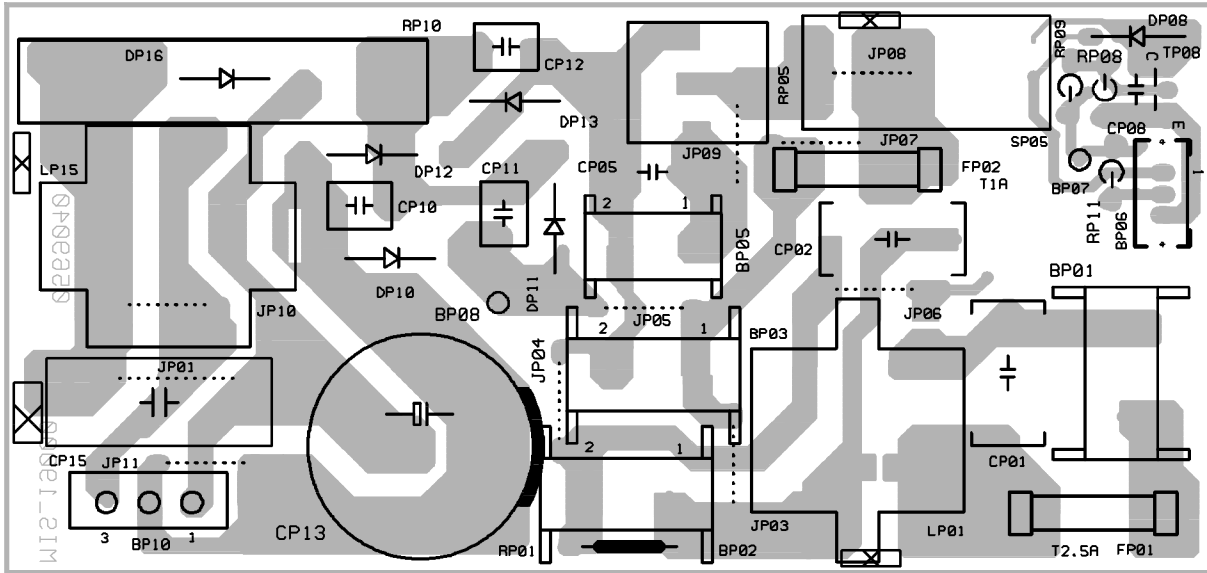 RP10
DP16
CP12
DP13
RP05
JP08
RP09
DP08
TP08
RP08
C
CP08
E
SP05
JP07
JP09
FP02
T1A
CP05
CP11
DP12
LP15
CP10
2 1
CP02
BP05
BP07
RP11
BP06
1
DP10
DP11
BP08
JP10
JP05
JP06
BP01
2 1
BP03
JP04
JP01
CP15
JP11
2 1
CP01
3 1
BP10
CP13
RP01
BP02
JP03
LP01
T2.5A
FP01